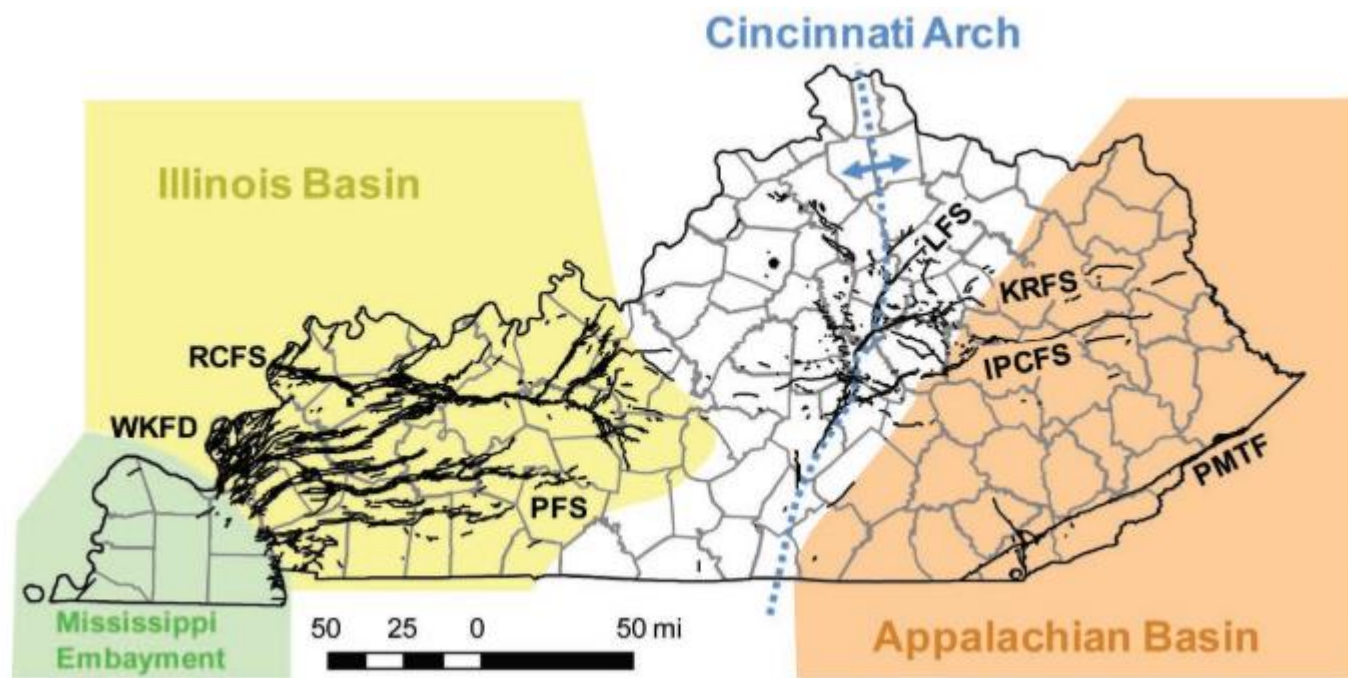 Cincinnati Arch
Illinois Basin
LFS
KRFS
RCFS
IPCFS
WKFD
PMTF
PFS
50 25 0 50 mi
Mississippi
Embayment
Appalachian Basin